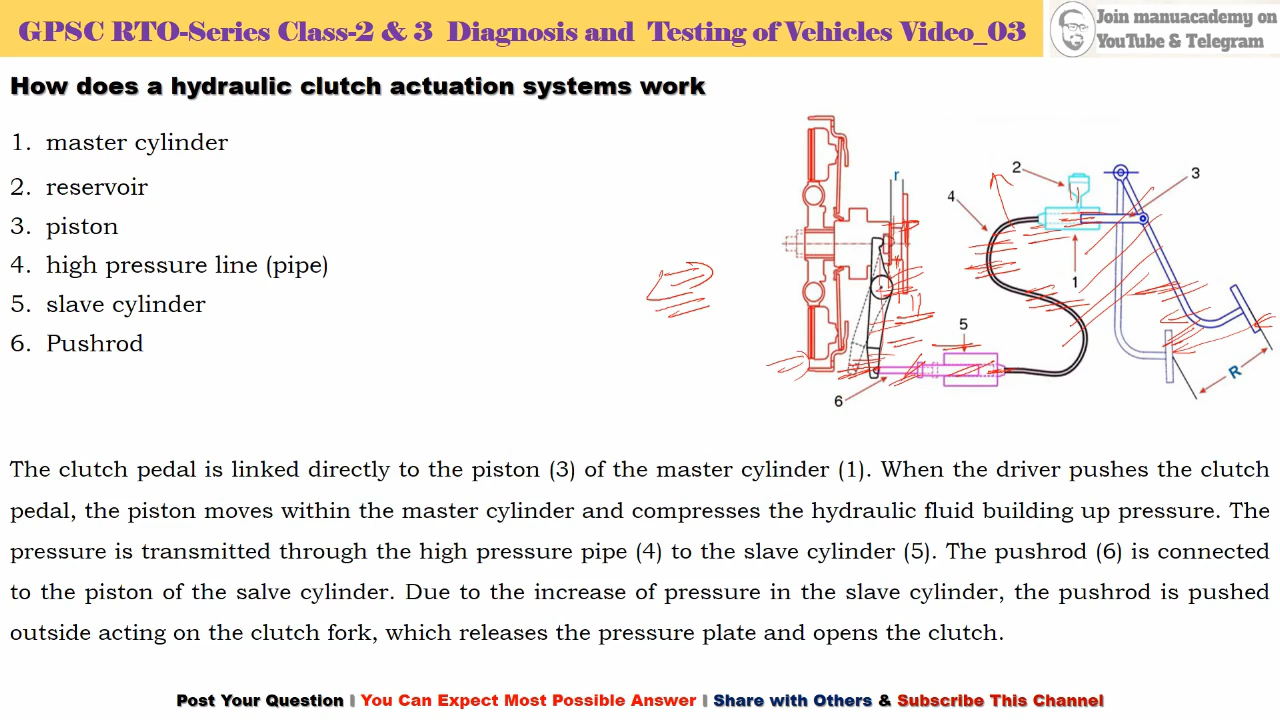 GPSC RTO-Series Class-2 & 3 Diagnosis and Testing of Vehicles Video_03
Join manuacademy on
YouTube & Telegram
How does a hydraulic clutch actuation systems work
1. master cylinder
2. reservoir
3. piston
4. high pressure line (pipe)
5. slave cylinder
6. Pushrod
r
2
3
4
1
5
6
R
The clutch pedal is linked directly to the piston (3) of the master cylinder (1). When the driver pushes the clutch
pedal, the piston moves within the master cylinder and compresses the hydraulic fluid building up pressure. The
pressure is transmitted through the high pressure pipe (4) to the slave cylinder (5). The pushrod (6) is connected
to the piston of the salve cylinder. Due to the increase of pressure in the slave cylinder, the pushrod is pushed
outside acting on the clutch fork, which releases the pressure plate and opens the clutch.
Post Your Question | You Can Expect Most Possible Answer | Share with Others & Subscribe This Channel